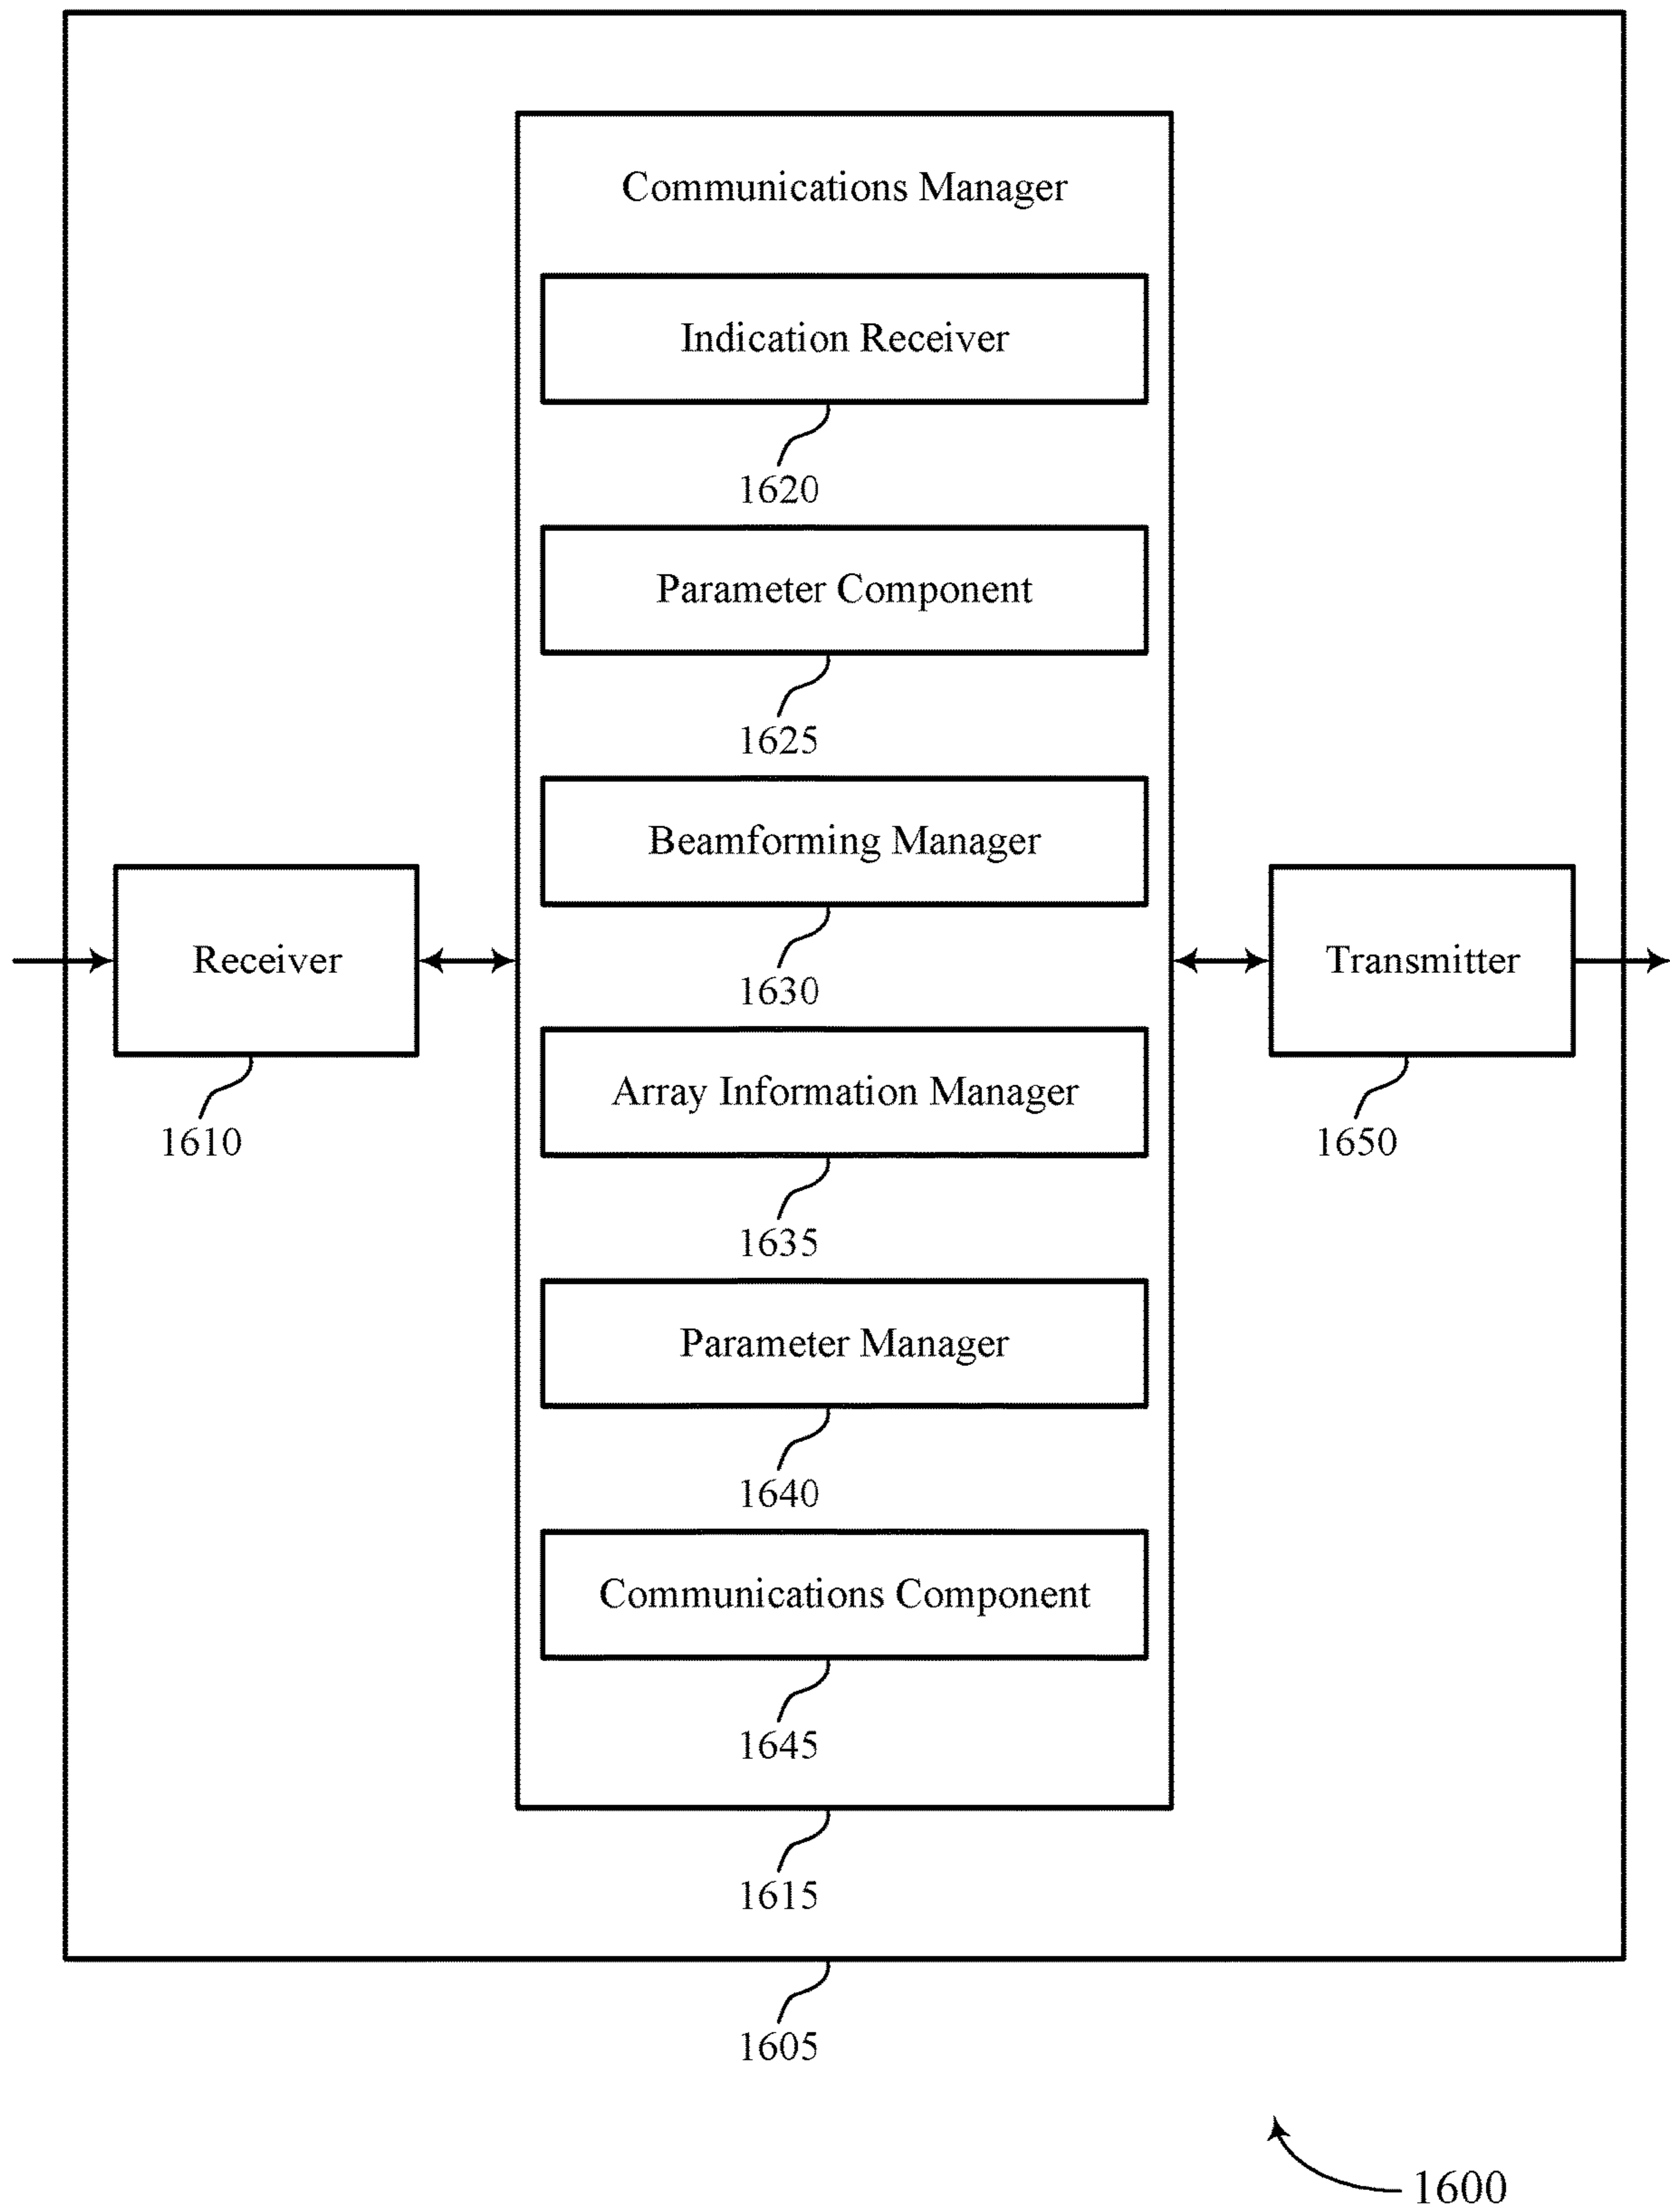 Communications Manager
Indication Receiver
1620
Parameter Component
1625
Beamforming Manager
1630
Receiver
1610
Transmitter
1650
Array Information Manager
1635
Parameter Manager
1640
Communications Component
1645
1615
1605
1600